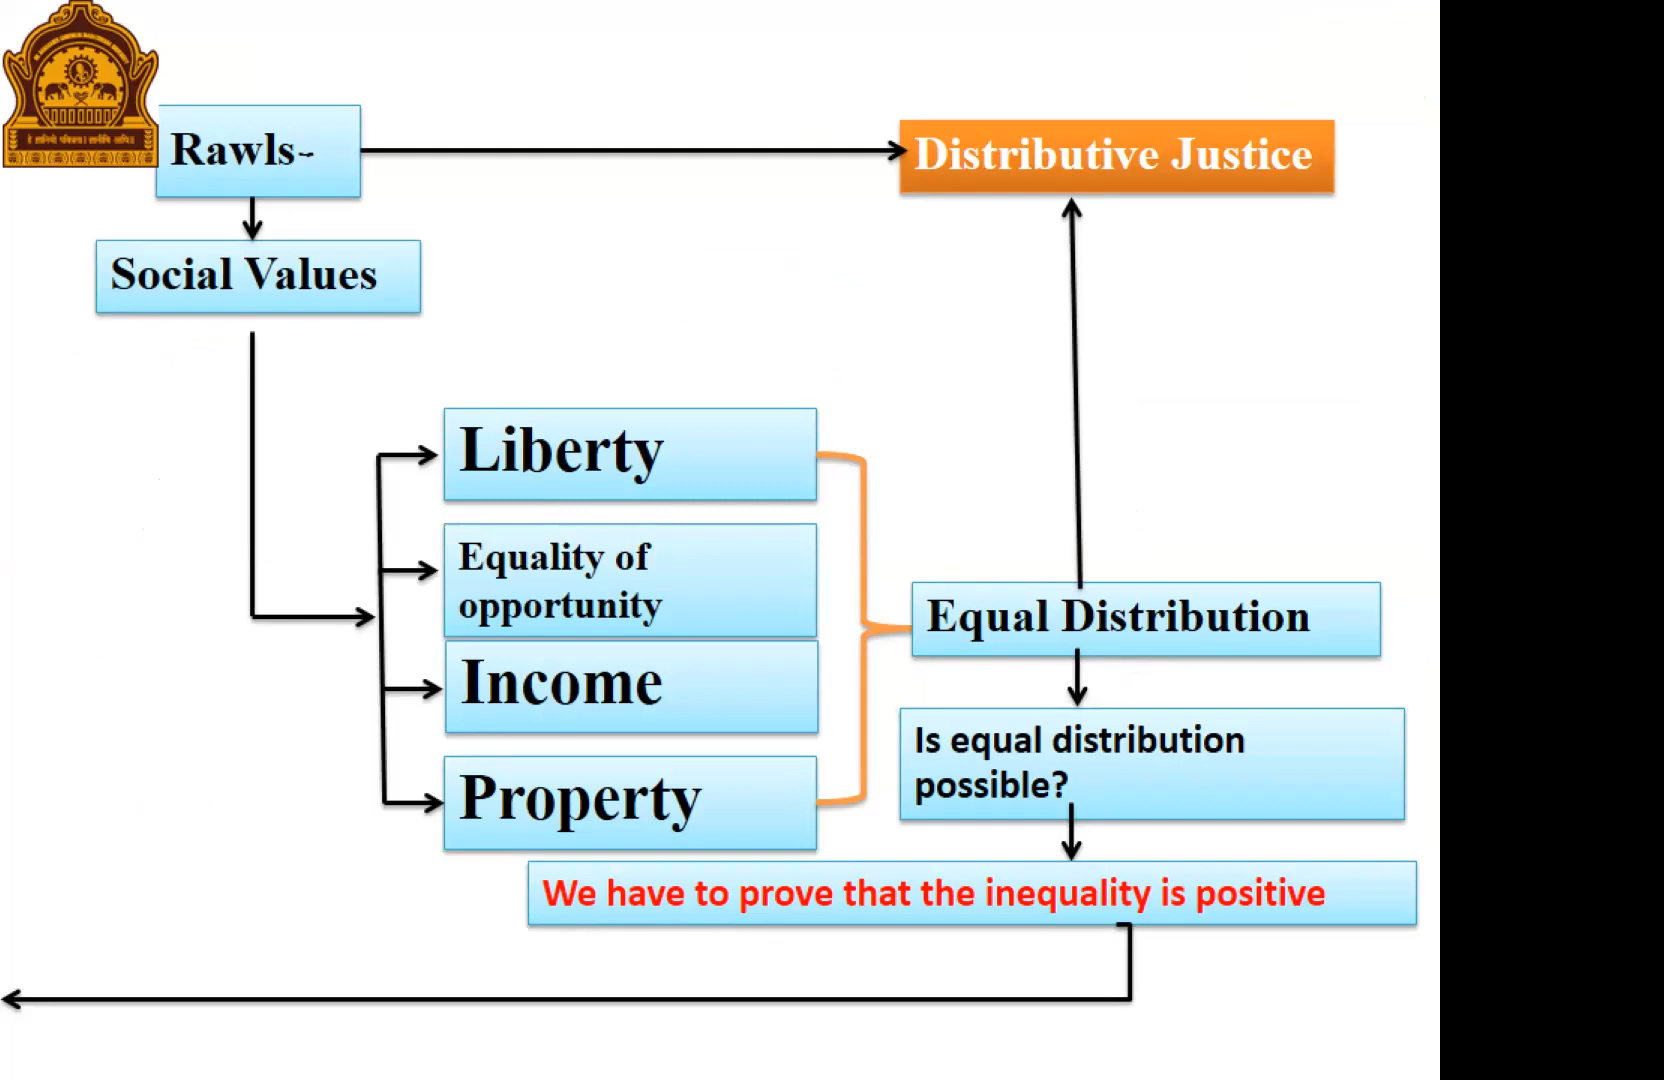 Rawls-
Distributive Justice
Social Values
Liberty
Equality of
opportunity
Income
Property
Equal Distribution
Is equal distribution
possible?
We have to prove that the inequality is positive